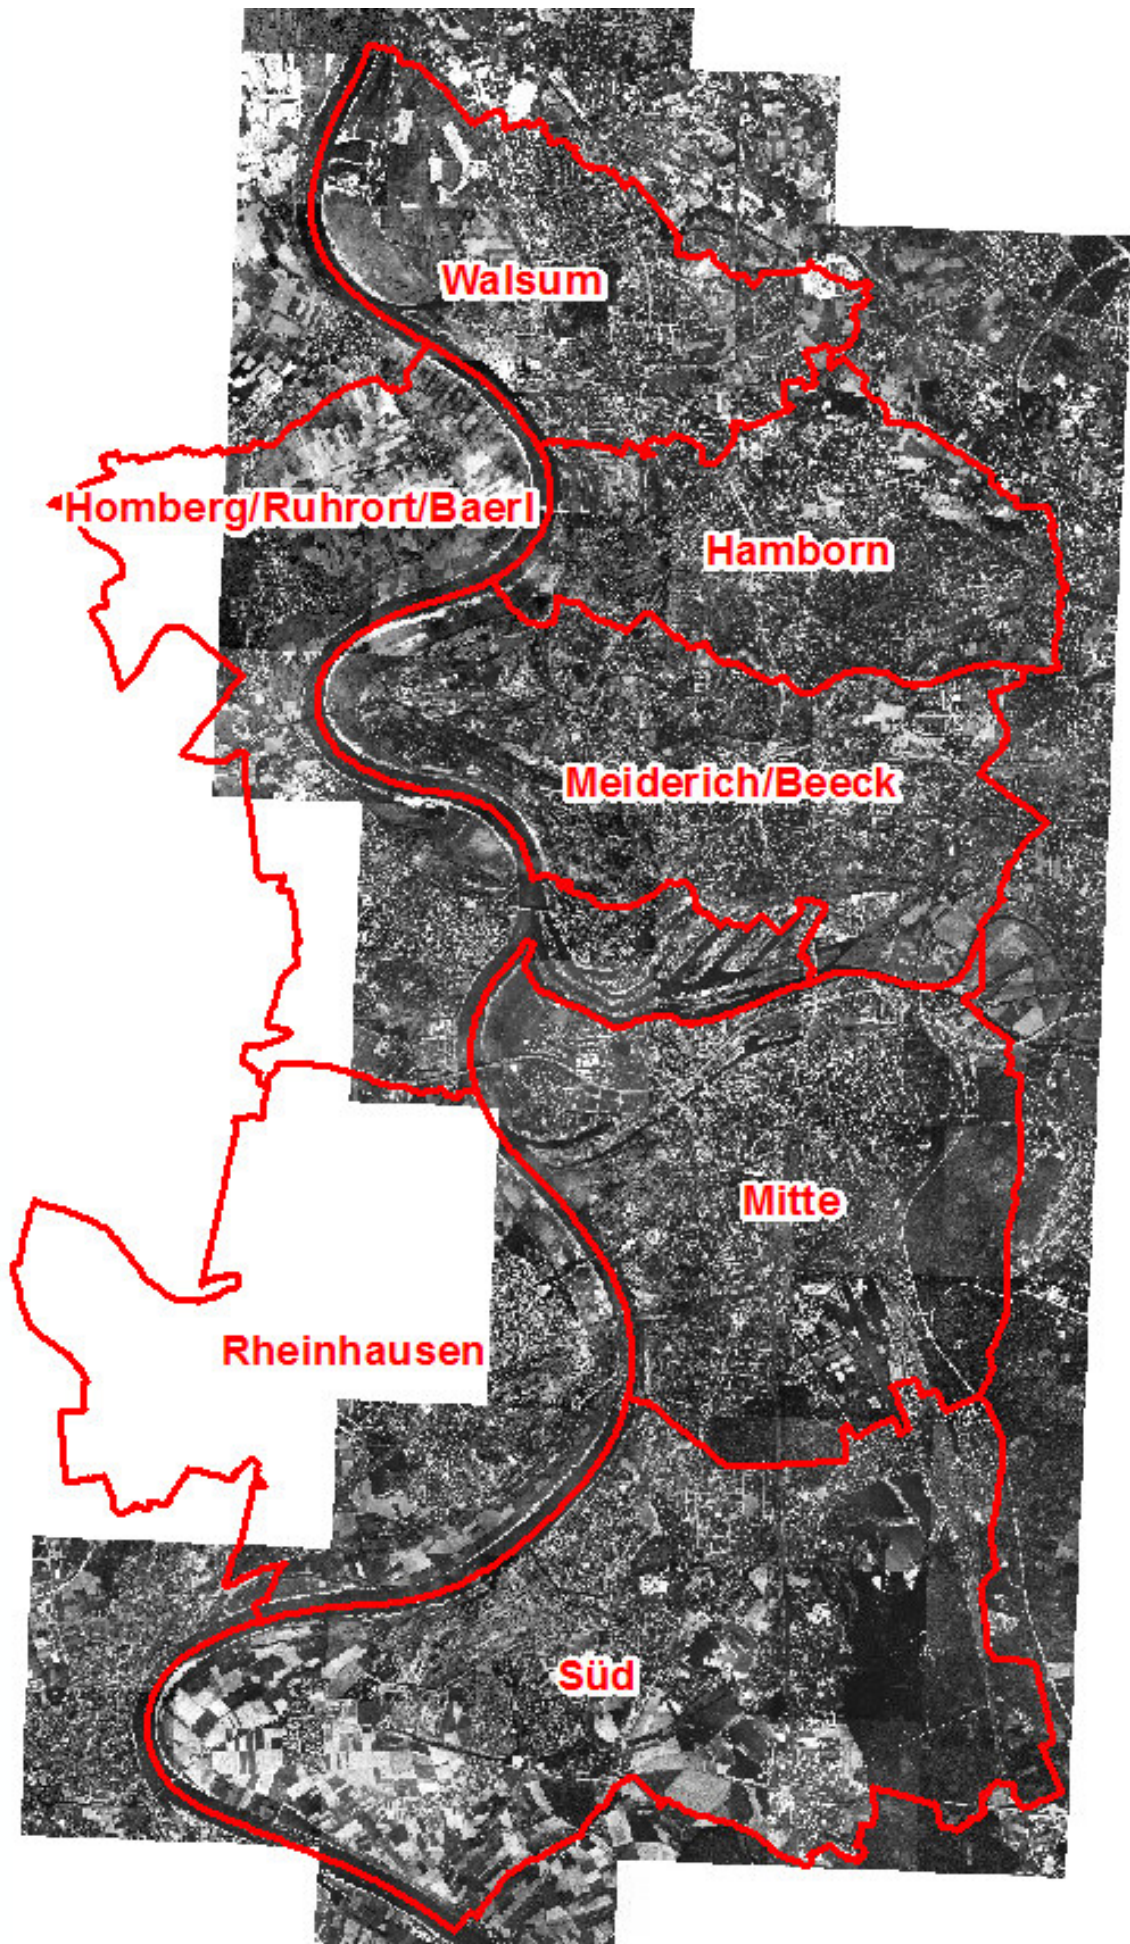 Walsum
Homberg/Ruhrort/Baerl
Hamborn
Meiderich/Beeck
Mitte
Rheinhausen
Süd